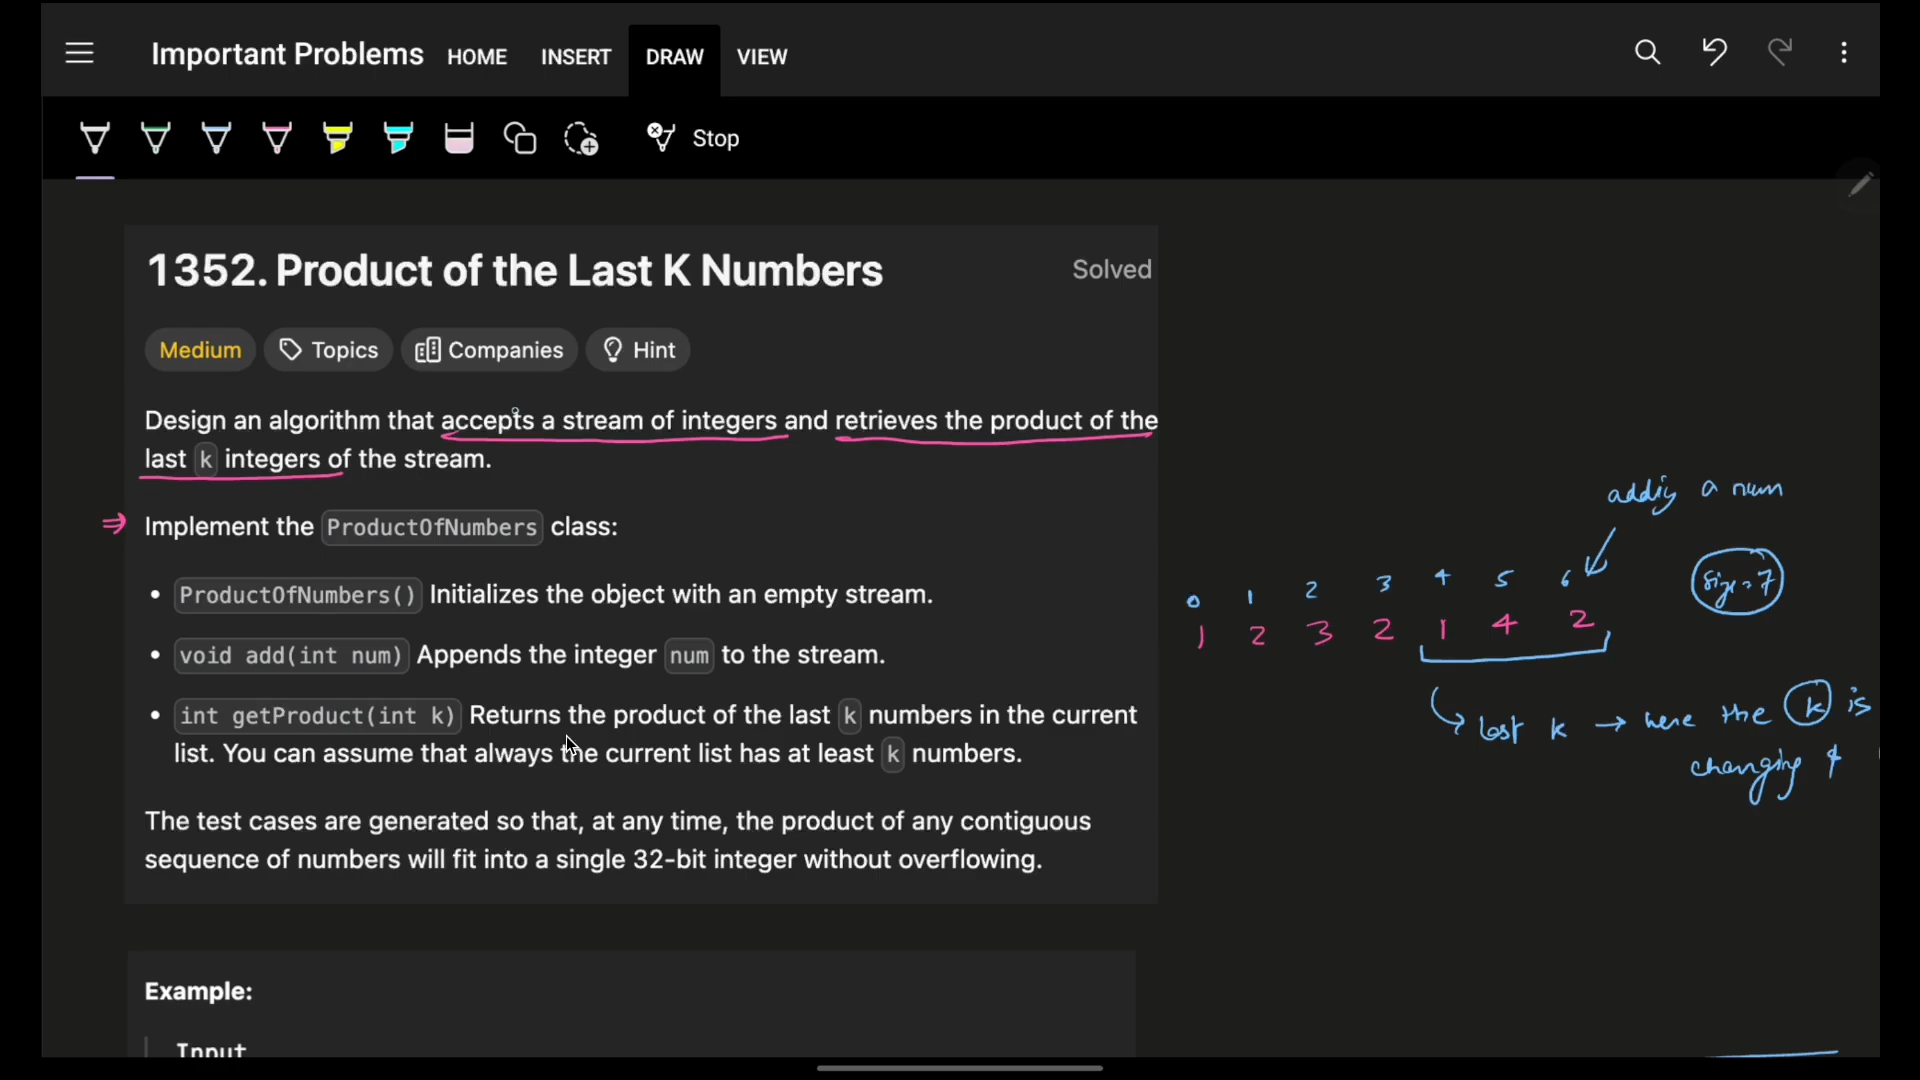 Important Problems HOME INSERT DRAW VIEW
Stop
1352. Product of the Last K Numbers Solved
Medium Topics Companies Hint
Design an algorithm that accepts a stream of integers and retrieves the product of the
last k integers of the stream.
Implement the ProductOfNumbers class:
• ProductOfNumbers() Initializes the object with an empty stream.
• void add(int num) Appends the integer num to the stream.
• int getProduct(int k) Returns the product of the last k numbers in the current
list. You can assume that always the current list has at least k numbers.
The test cases are generated so that, at any time, the product of any contiguous
sequence of numbers will fit into a single 32-bit integer without overflowing.
Example:
Input
adding a num
0 1 2 3 4 5 6
size = 7
1 2 3 2 1 4 2
last k → here the k is
changing &